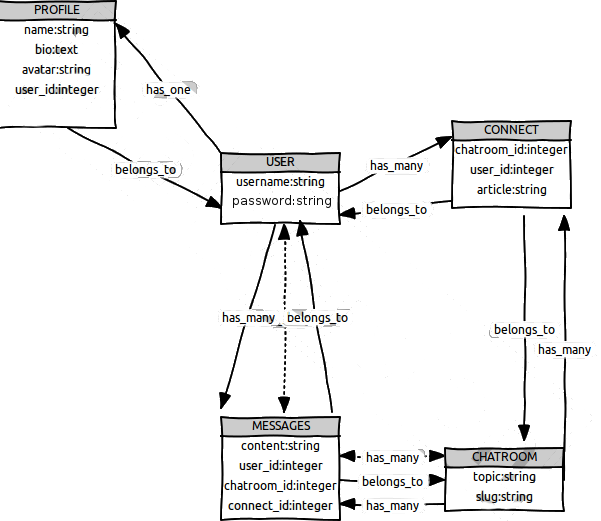 PROFILE
name:string
bio:text
avatar:string
user_id:integer
has_one
belongs_to
USER
username:string
password:string
has_many
belongs_to
CONNECT
chatroom_id:integer
user_id:integer
article:string
has_many
belongs_to
belongs_to
has_many
MESSAGES
content:string
user_id:integer
chatroom_id:integer
connect_id:integer
has_many
belongs_to
has_many
CHATROOM
topic:string
slug:string